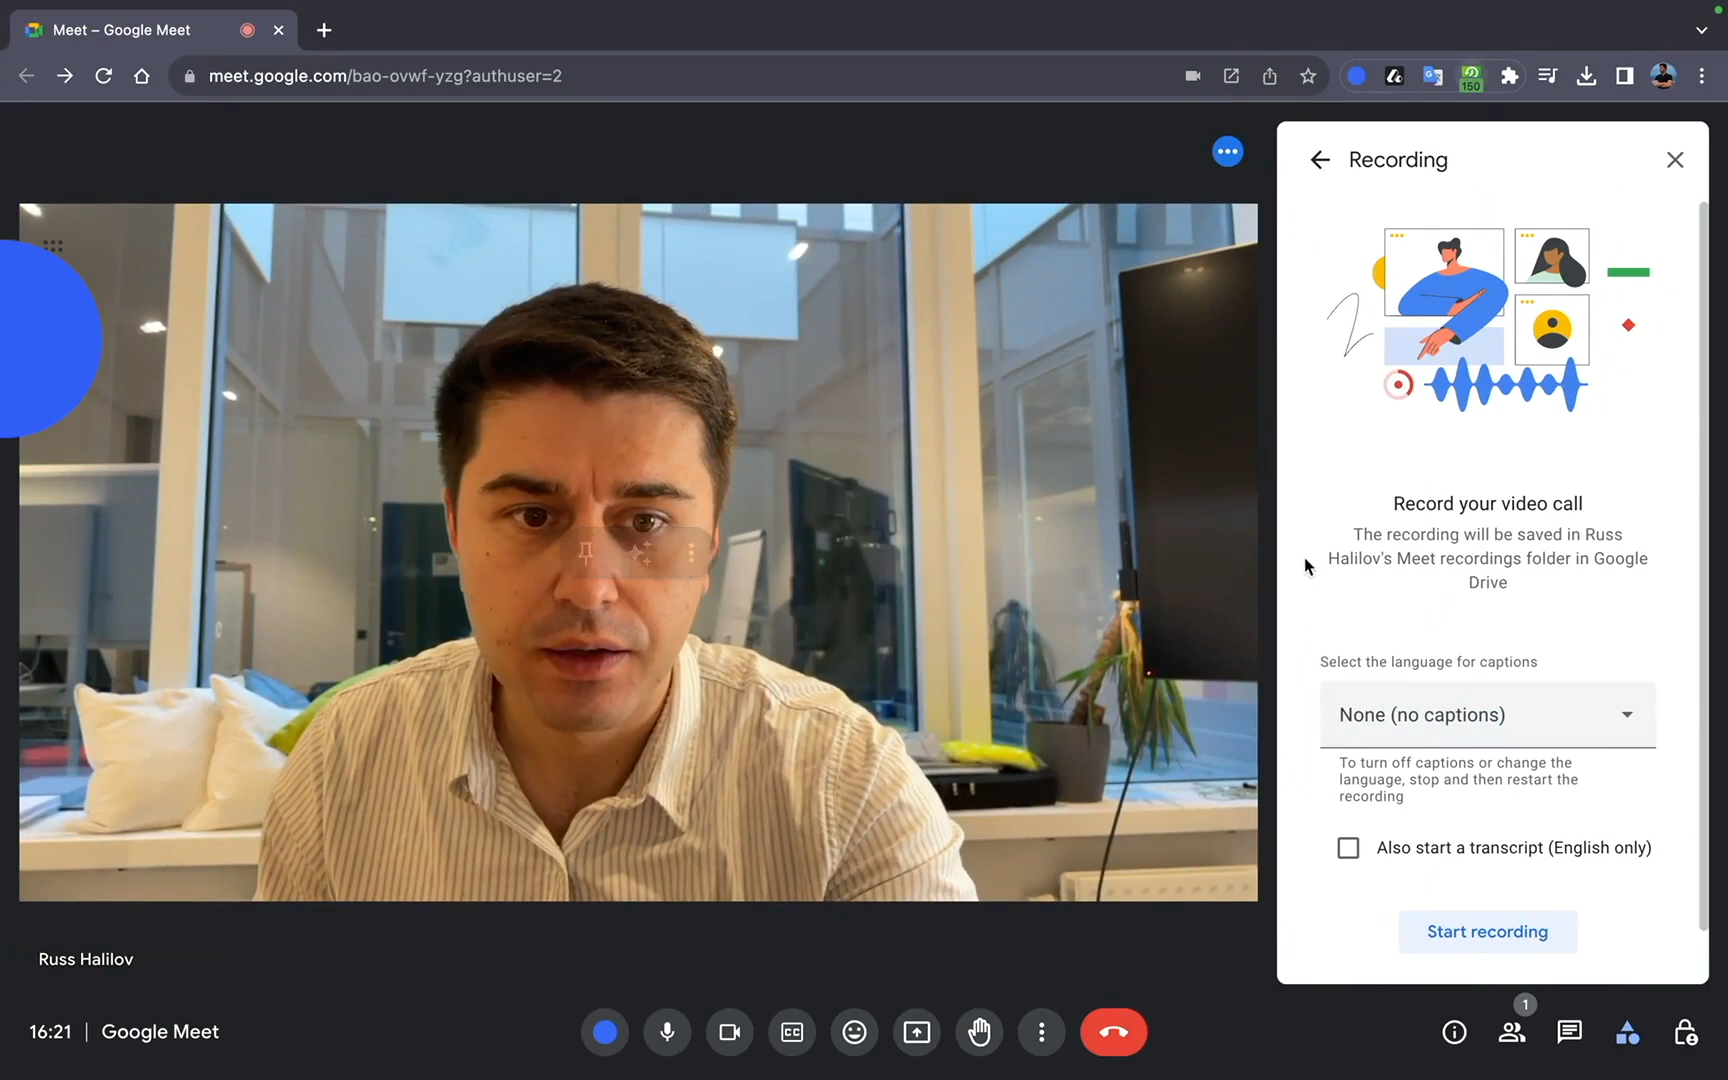 Meet – Google Meet
meet.google.com/bao-ovwf-yzg?authuser=2
150
Recording
Record your video call
The recording will be saved in Russ
Halilov's Meet recordings folder in Google
Drive
Select the language for captions
None (no captions)
To turn off captions or change the
language, stop and then restart the
recording
Also start a transcript (English only)
Start recording
Russ Halilov
16:21 | Google Meet
CC
1